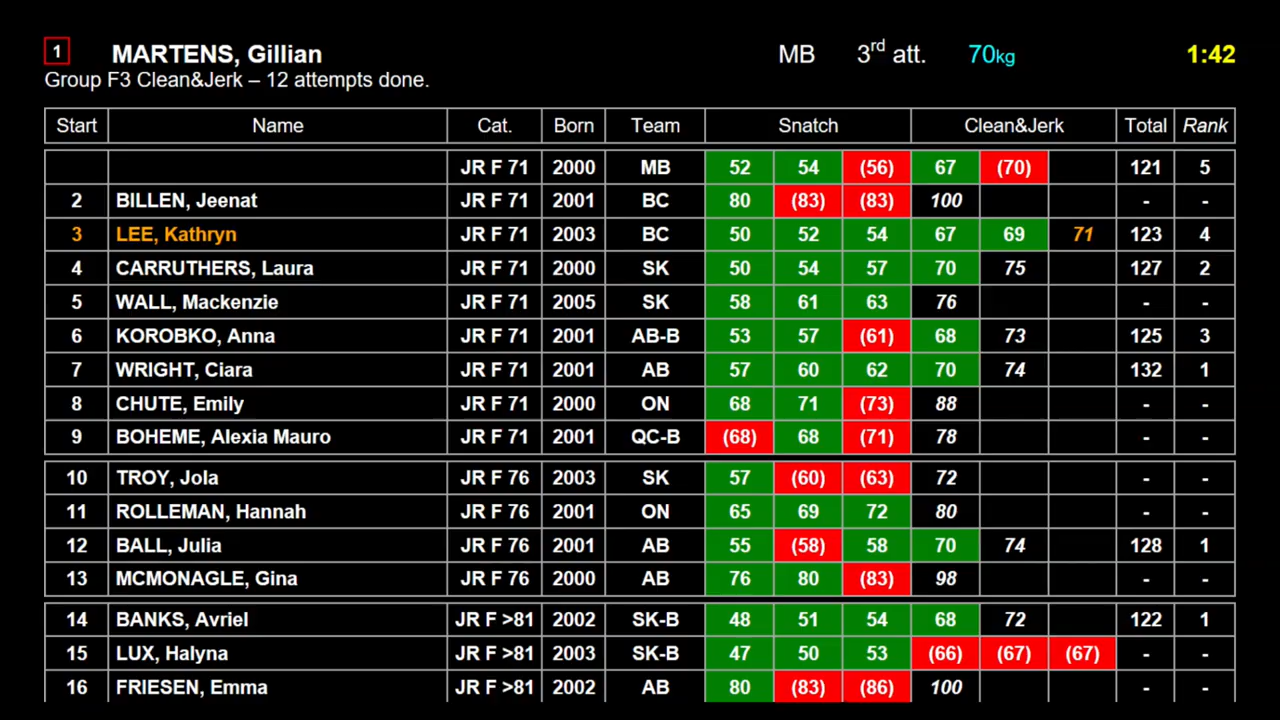 1 MARTENS, Gillian MB 3rd att. 70kg 1:42
Group F3 Clean&Jerk – 12 attempts done.
Start Name Cat. Born Team Snatch Clean&Jerk Total Rank
JR F 71 2000 MB 52 54 (56) 67 (70) 121 5
2 BILLEN, Jeenat JR F 71 2001 BC 80 (83) (83) 100 - -
3 LEE, Kathryn JR F 71 2003 BC 50 52 54 67 69 71 123 4
4 CARRUTHERS, Laura JR F 71 2000 SK 50 54 57 70 75 127 2
5 WALL, Mackenzie JR F 71 2005 SK 58 61 63 76 - -
6 KOROBKO, Anna JR F 71 2001 AB-B 53 57 (61) 68 73 125 3
7 WRIGHT, Ciara JR F 71 2001 AB 57 60 62 70 74 132 1
8 CHUTE, Emily JR F 71 2000 ON 68 71 (73) 88 - -
9 BOHEME, Alexia Mauro JR F 71 2001 QC-B (68) 68 (71) 78 - -
10 TROY, Jola JR F 76 2003 SK 57 (60) (63) 72 - -
11 ROLLEMAN, Hannah JR F 76 2001 ON 65 69 72 80 - -
12 BALL, Julia JR F 76 2001 AB 55 (58) 58 70 74 128 1
13 MCMONAGLE, Gina JR F 76 2000 AB 76 80 (83) 98 - -
14 BANKS, Avriel JR F >81 2002 SK-B 48 51 54 68 72 122 1
15 LUX, Halyna JR F >81 2003 SK-B 47 50 53 (66) (67) (67) - -
16 FRIESEN, Emma JR F >81 2002 AB 80 (83) (86) 100 - -